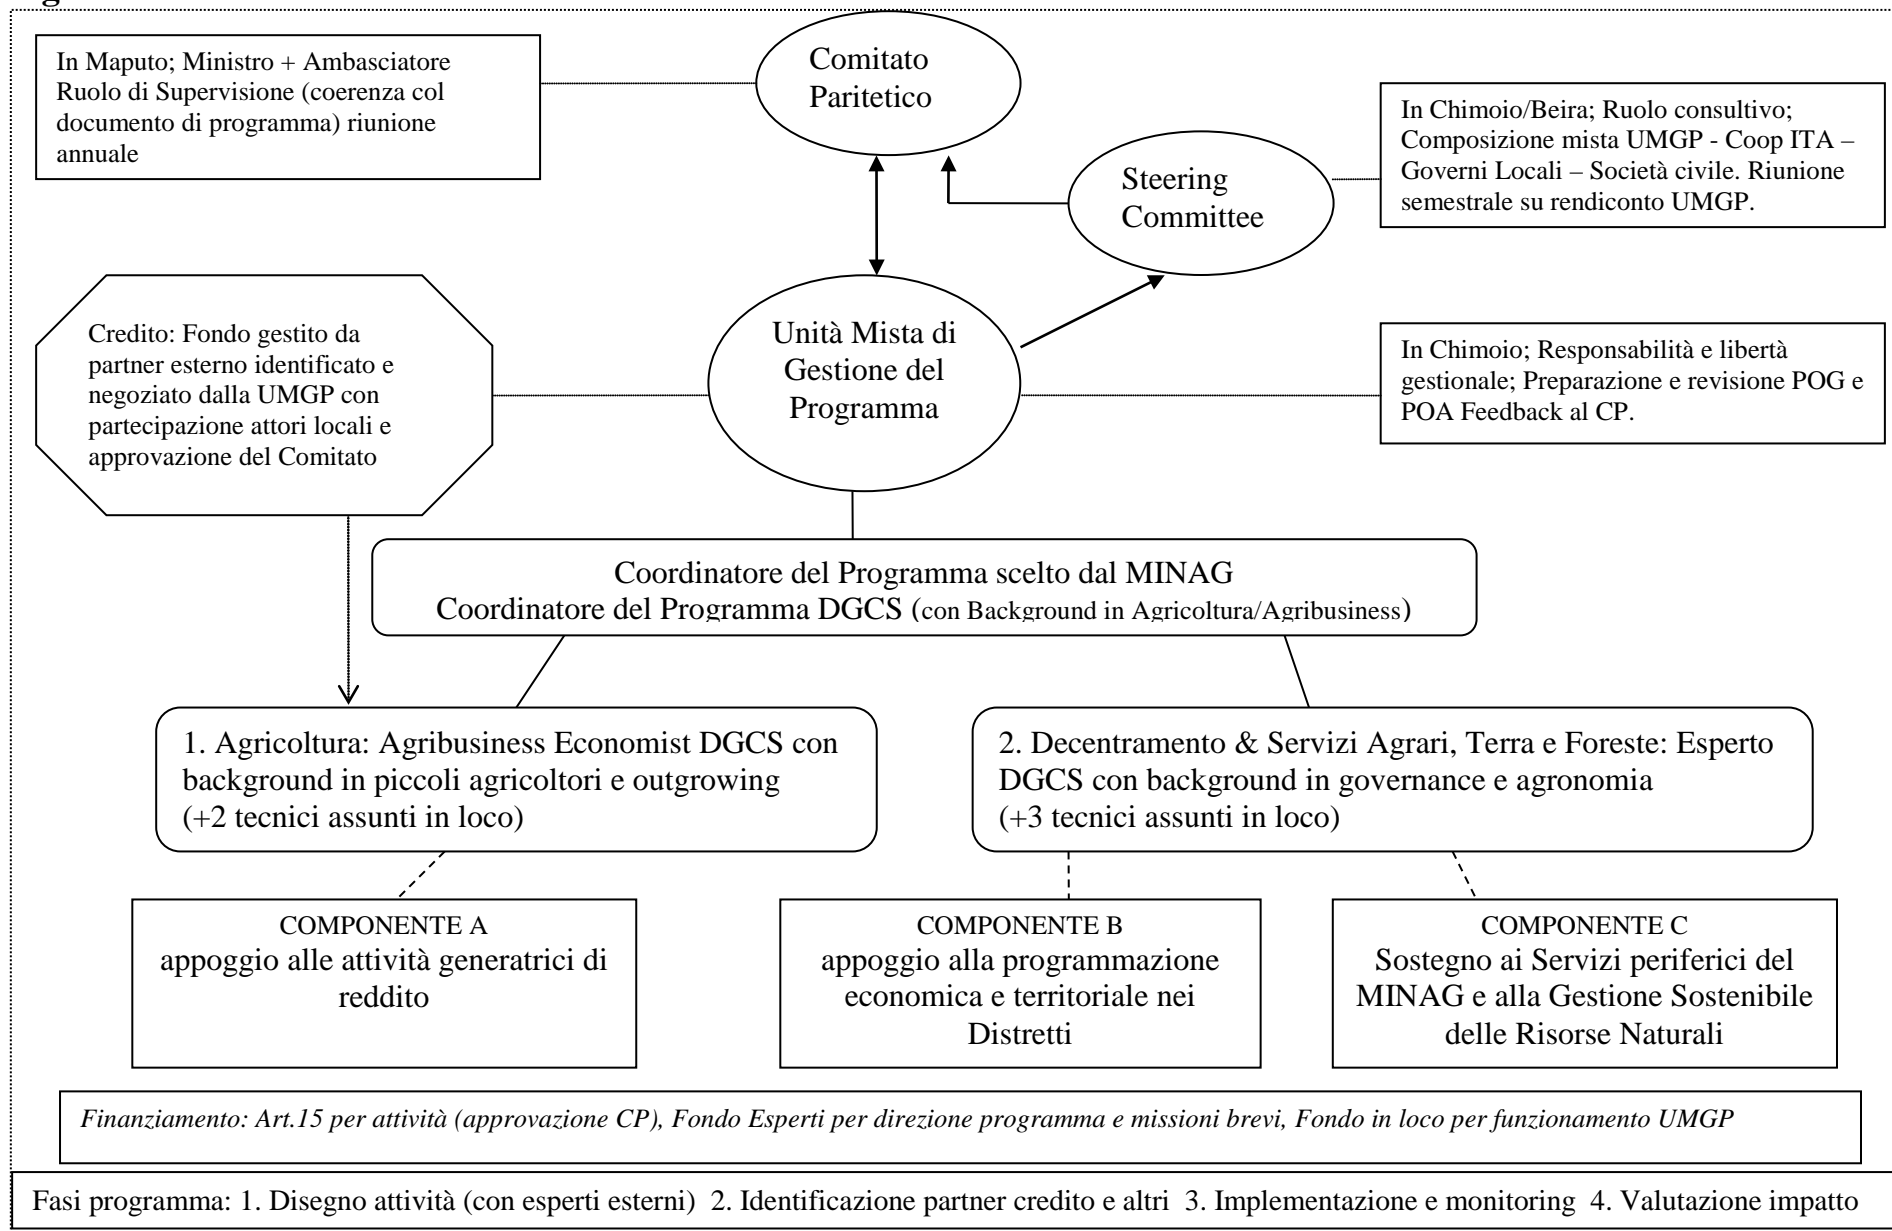 In Maputo; Ministro + Ambasciatore
Ruolo di Supervisione (coerenza col
documento di programma) riunione
annuale
Comitato
Paritetico
In Chimoio/Beira; Ruolo consultivo;
Composizione mista UMGP - Coop ITA –
Governi Locali – Società civile. Riunione
semestrale su rendiconto UMGP.
Steering
Committee
Credito: Fondo gestito da
partner esterno identificato e
negoziato dalla UMGP con
partecipazione attori locali e
approvazione del Comitato
Unità Mista di
Gestione del
Programma
In Chimoio; Responsabilità e libertà
gestionale; Preparazione e revisione POG e
POA Feedback al CP.
Coordinatore del Programma scelto dal MINAG
Coordinatore del Programma DGCS (con Background in Agricoltura/Agribusiness)
1. Agricoltura: Agribusiness Economist DGCS con
background in piccoli agricoltori e outgrowing
(+2 tecnici assunti in loco)
2. Decentramento & Servizi Agrari, Terra e Foreste: Esperto
DGCS con background in governance e agronomia
(+3 tecnici assunti in loco)
COMPONENTE A
appoggio alle attività generatrici di
reddito
COMPONENTE B
appoggio alla programmazione
economica e territoriale nei
Distretti
COMPONENTE C
Sostegno ai Servizi periferici del
MINAG e alla Gestione Sostenibile
delle Risorse Naturali
Finanziamento: Art.15 per attività (approvazione CP), Fondo Esperti per direzione programma e missioni brevi, Fondo in loco per funzionamento UMGP
Fasi programma: 1. Disegno attività (con esperti esterni) 2. Identificazione partner credito e altri 3. Implementazione e monitoring 4. Valutazione impatto